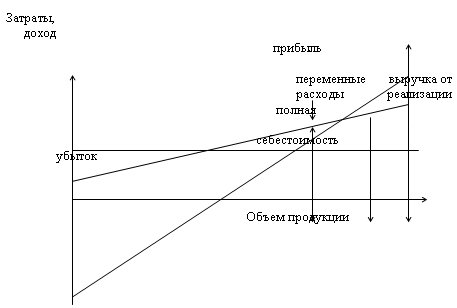 Затраты,
доход
прибыль
переменные
расходы
выручка от
реализации
полная
себестоимость
убыток
Объем продукции